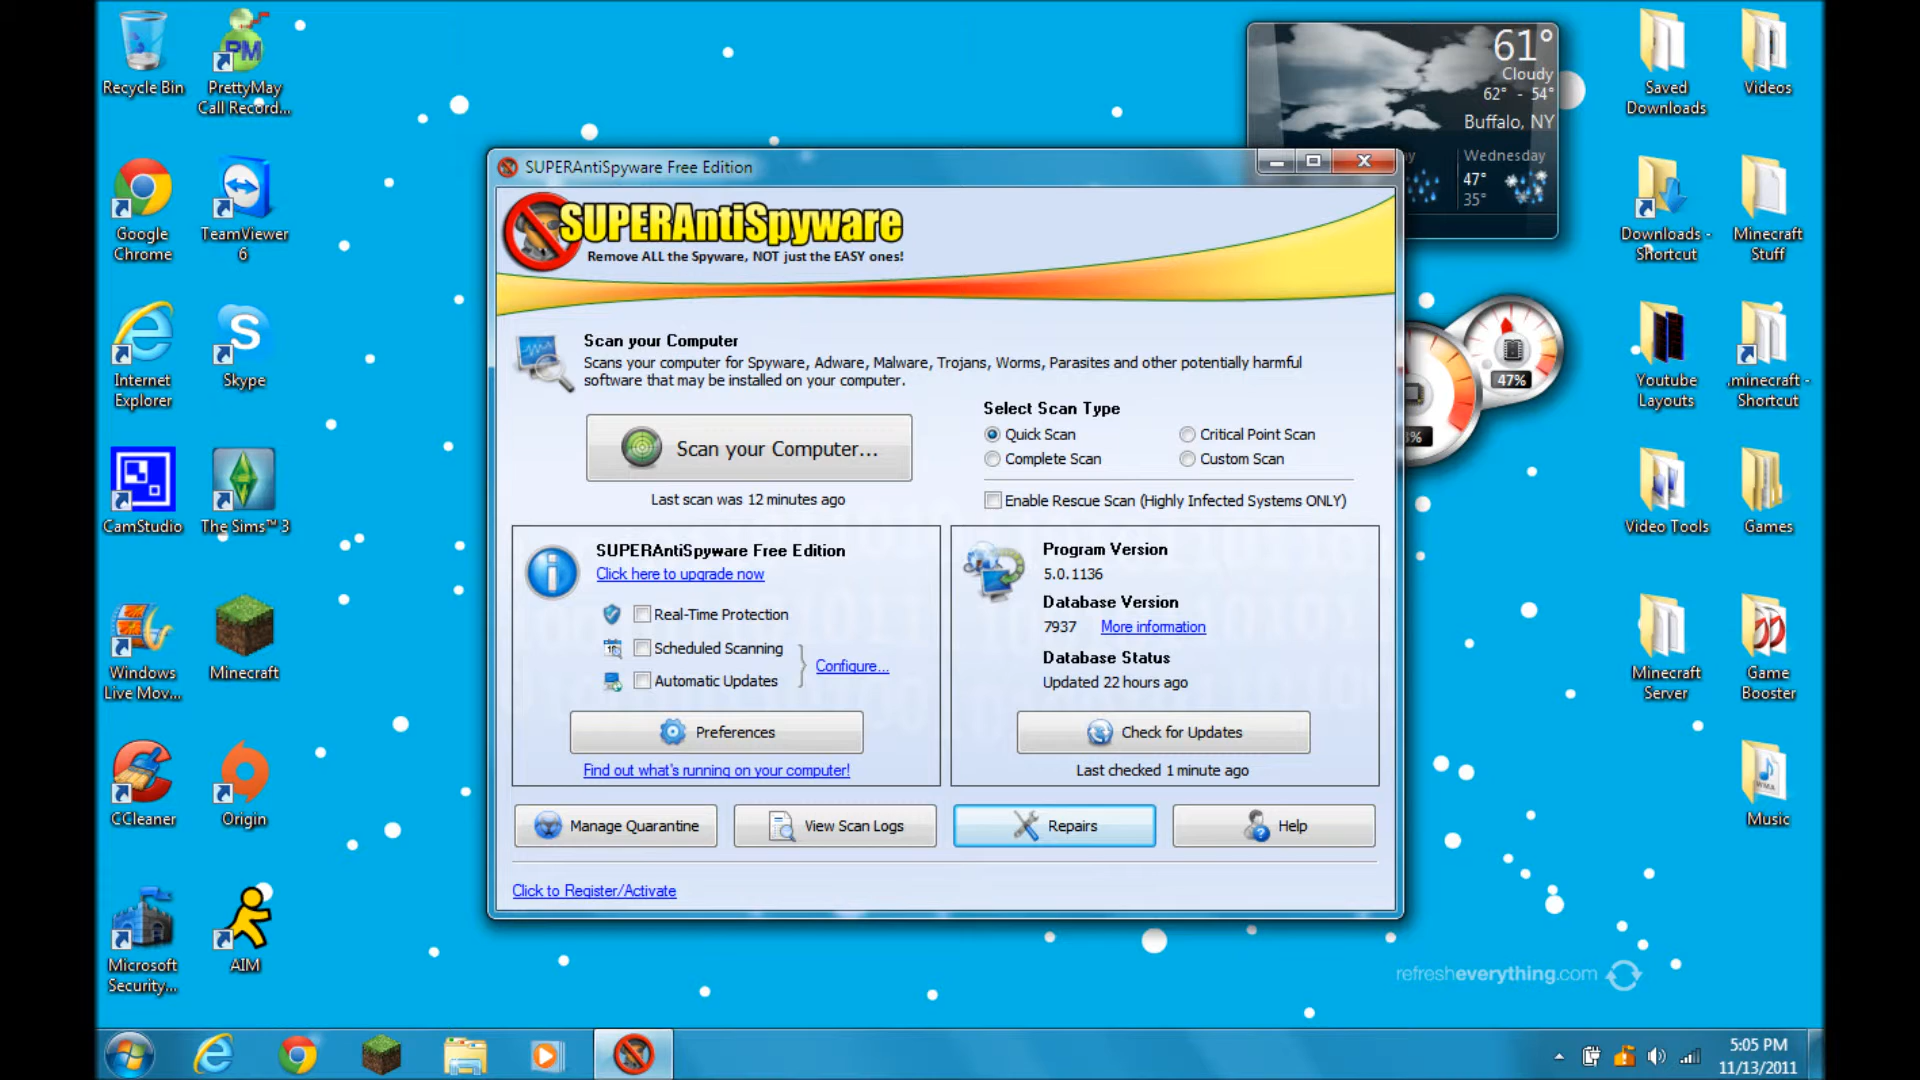 Recycle Bin
PrettyMay
Call Record...
Google
Chrome
TeamViewer
6
Internet
Explorer
Skype
CamStudio
The Sims™ 3
Windows
Live Mov...
Minecraft
CCleaner
Origin
Microsoft
Security...
AIM
61°
Cloudy
62° - 54°
Buffalo, NY
Wednesday
47°
35°
47%
Saved
Downloads
Videos
Downloads -
Shortcut
Minecraft
Stuff
Youtube
Layouts
.minecraft -
Shortcut
Video Tools
Games
Minecraft
Server
Game
Booster
WMA
Music
SUPERAntiSpyware Free Edition
SUPERAntiSpyware
Remove ALL the Spyware, NOT just the EASY ones!
Scan your Computer
Scans your computer for Spyware, Adware, Malware, Trojans, Worms, Parasites and other potentially harmful
software that may be installed on your computer.
Scan your Computer...
Last scan was 12 minutes ago
Select Scan Type
Quick Scan
Critical Point Scan
Complete Scan
Custom Scan
Enable Rescue Scan (Highly Infected Systems ONLY)
SUPERAntiSpyware Free Edition
Click here to upgrade now
Real-Time Protection
Scheduled Scanning
Automatic Updates
Configure...
Preferences
Find out what's running on your computer!
Program Version
5.0.1136
Database Version
7937 More information
Database Status
Updated 22 hours ago
Check for Updates
Last checked 1 minute ago
Manage Quarantine
View Scan Logs
Repairs
Help
Click to Register/Activate
refresheverything.com
5:05 PM
11/13/2011